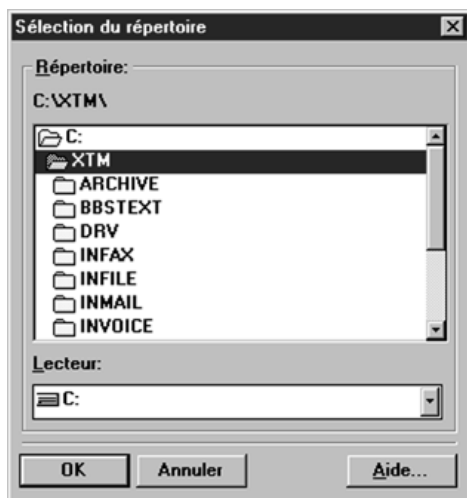 Sélection du répertoire
Répertoire:
C:\XTM\
C:
XTM
ARCHIVE
BBSTEXT
DRV
INFAX
INFILE
INMAIL
INVOICE
Lecteur:
C:
OK Annuler Aide...